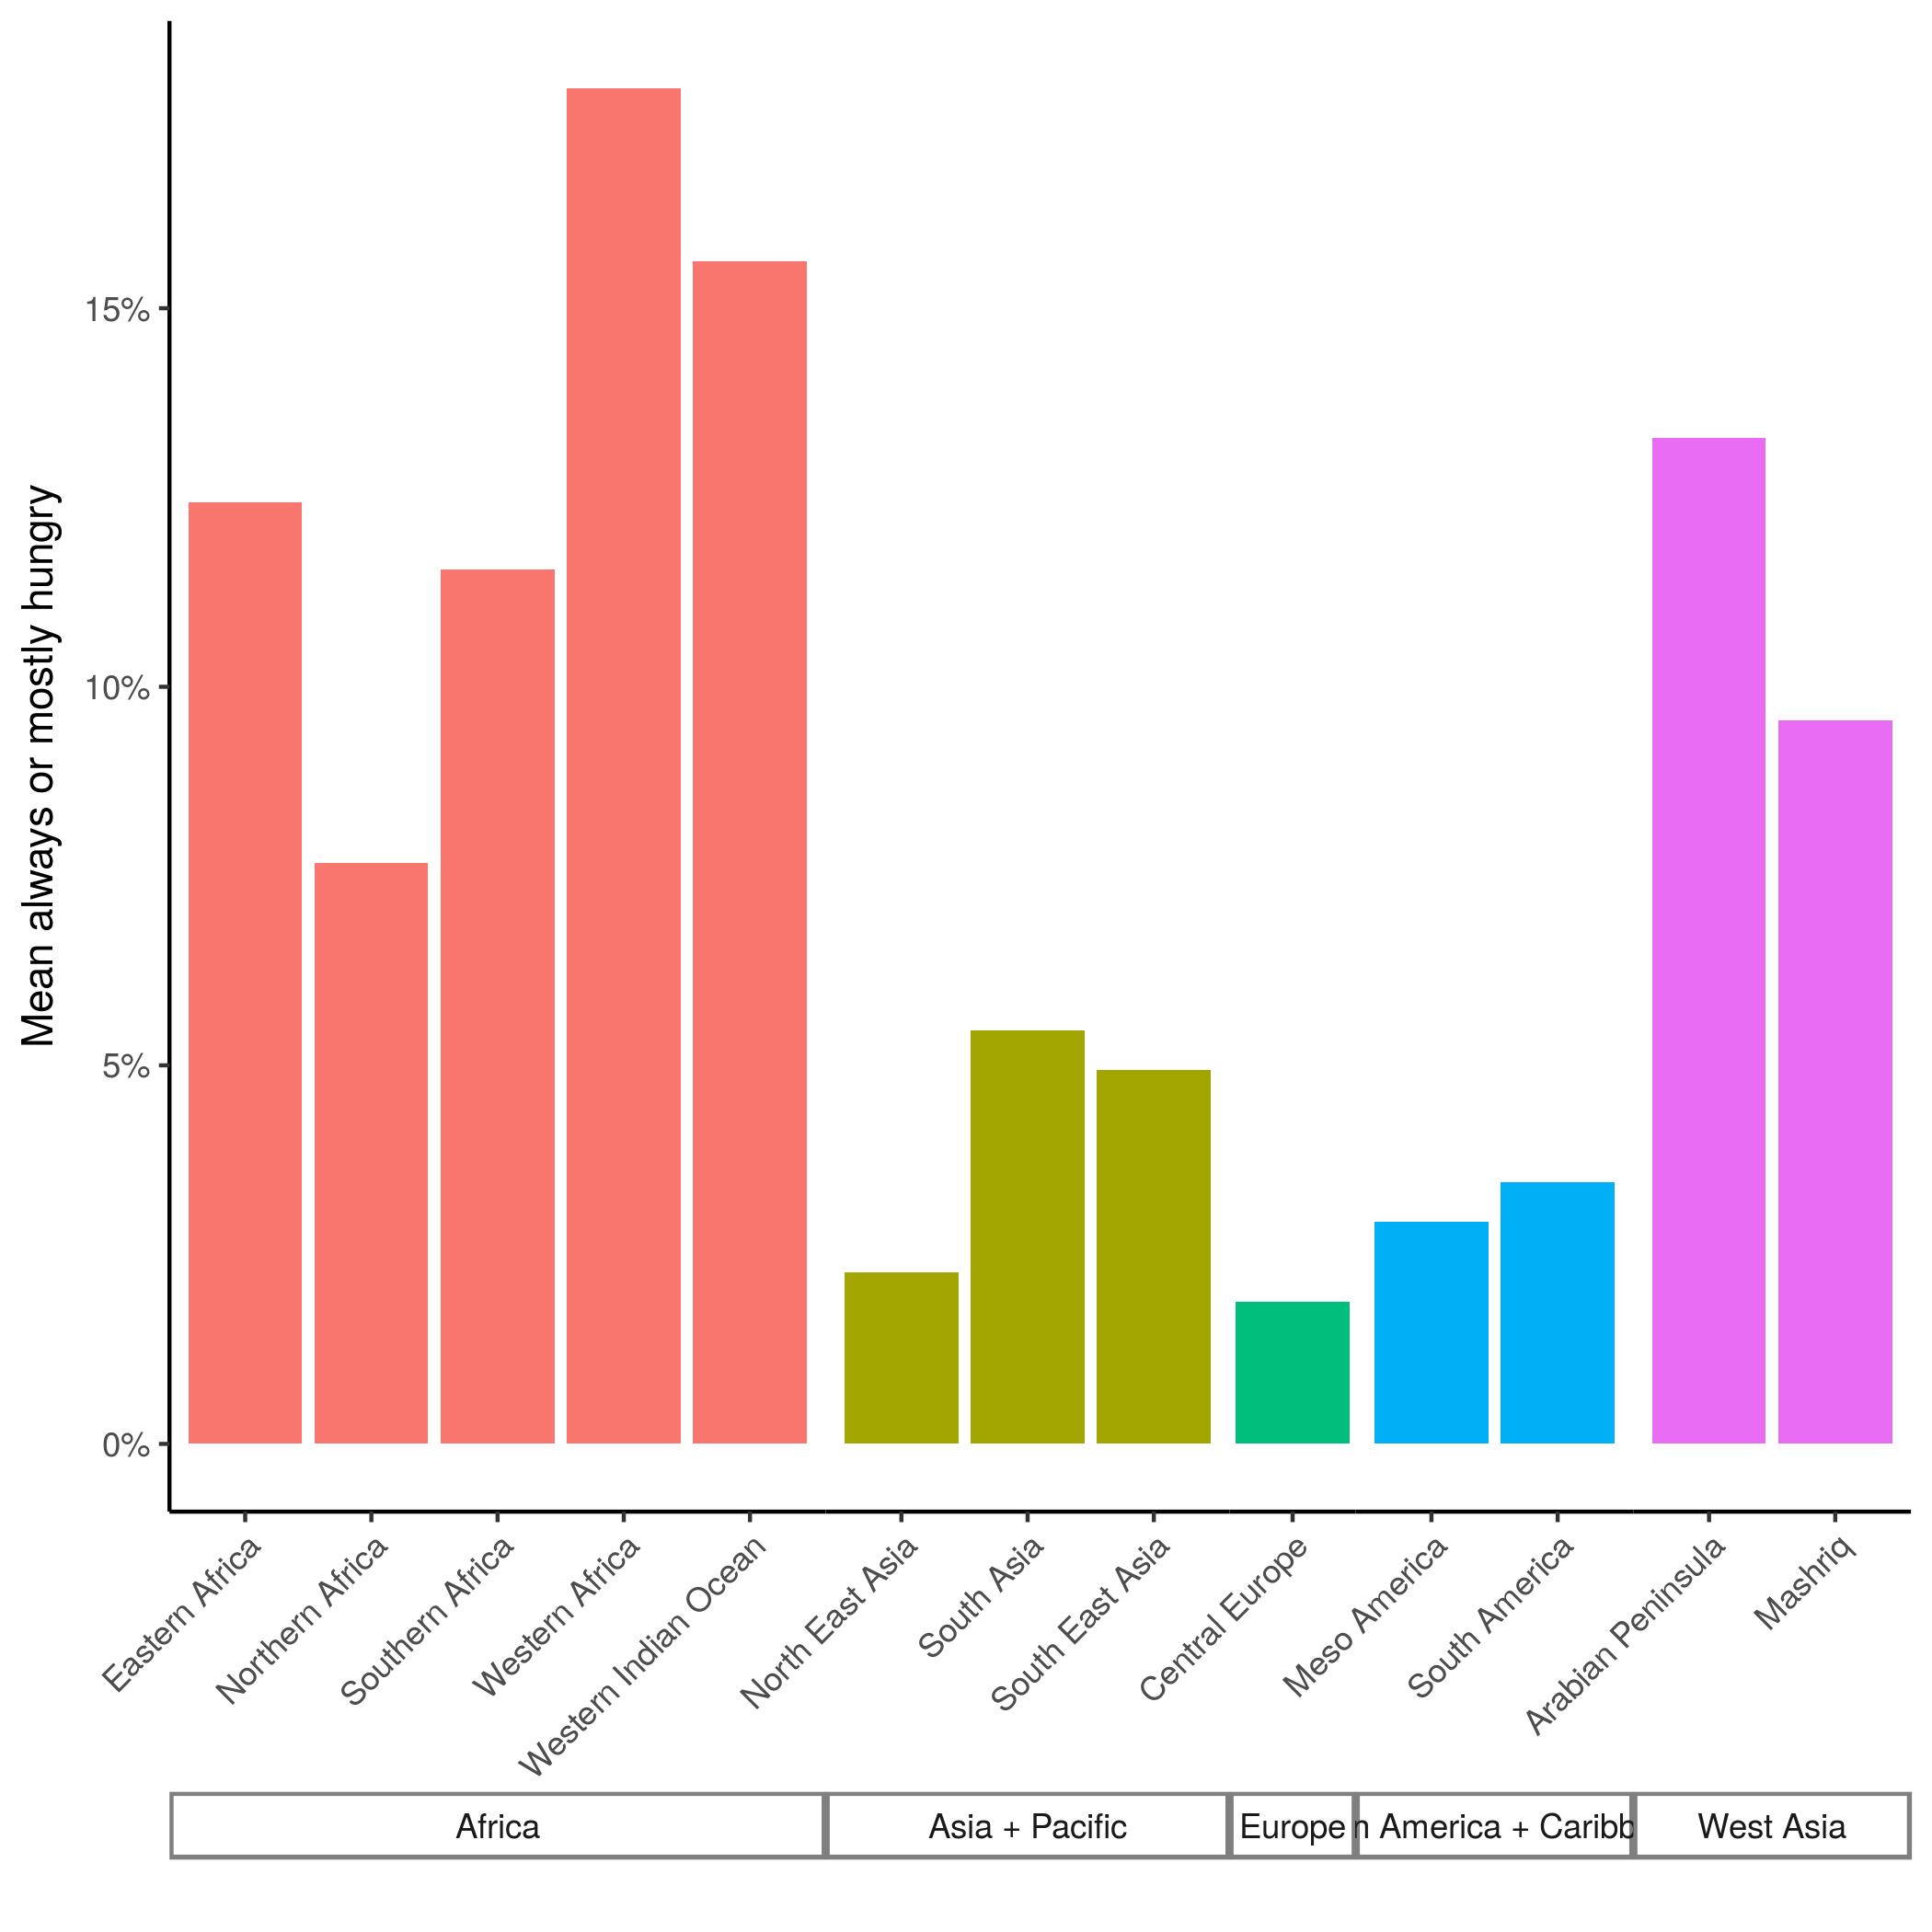 Mean always or mostly hungry
15%
10%
5%
0%
Eastern Africa
Northern Africa
Southern Africa
Western Africa
Western Indian Ocean
North East Asia
South Asia
South East Asia
Central Europe
Meso America
South America
Arabian Peninsula
Mashriq
Africa
Asia + Pacific
Europe
n America + Caribb
West Asia